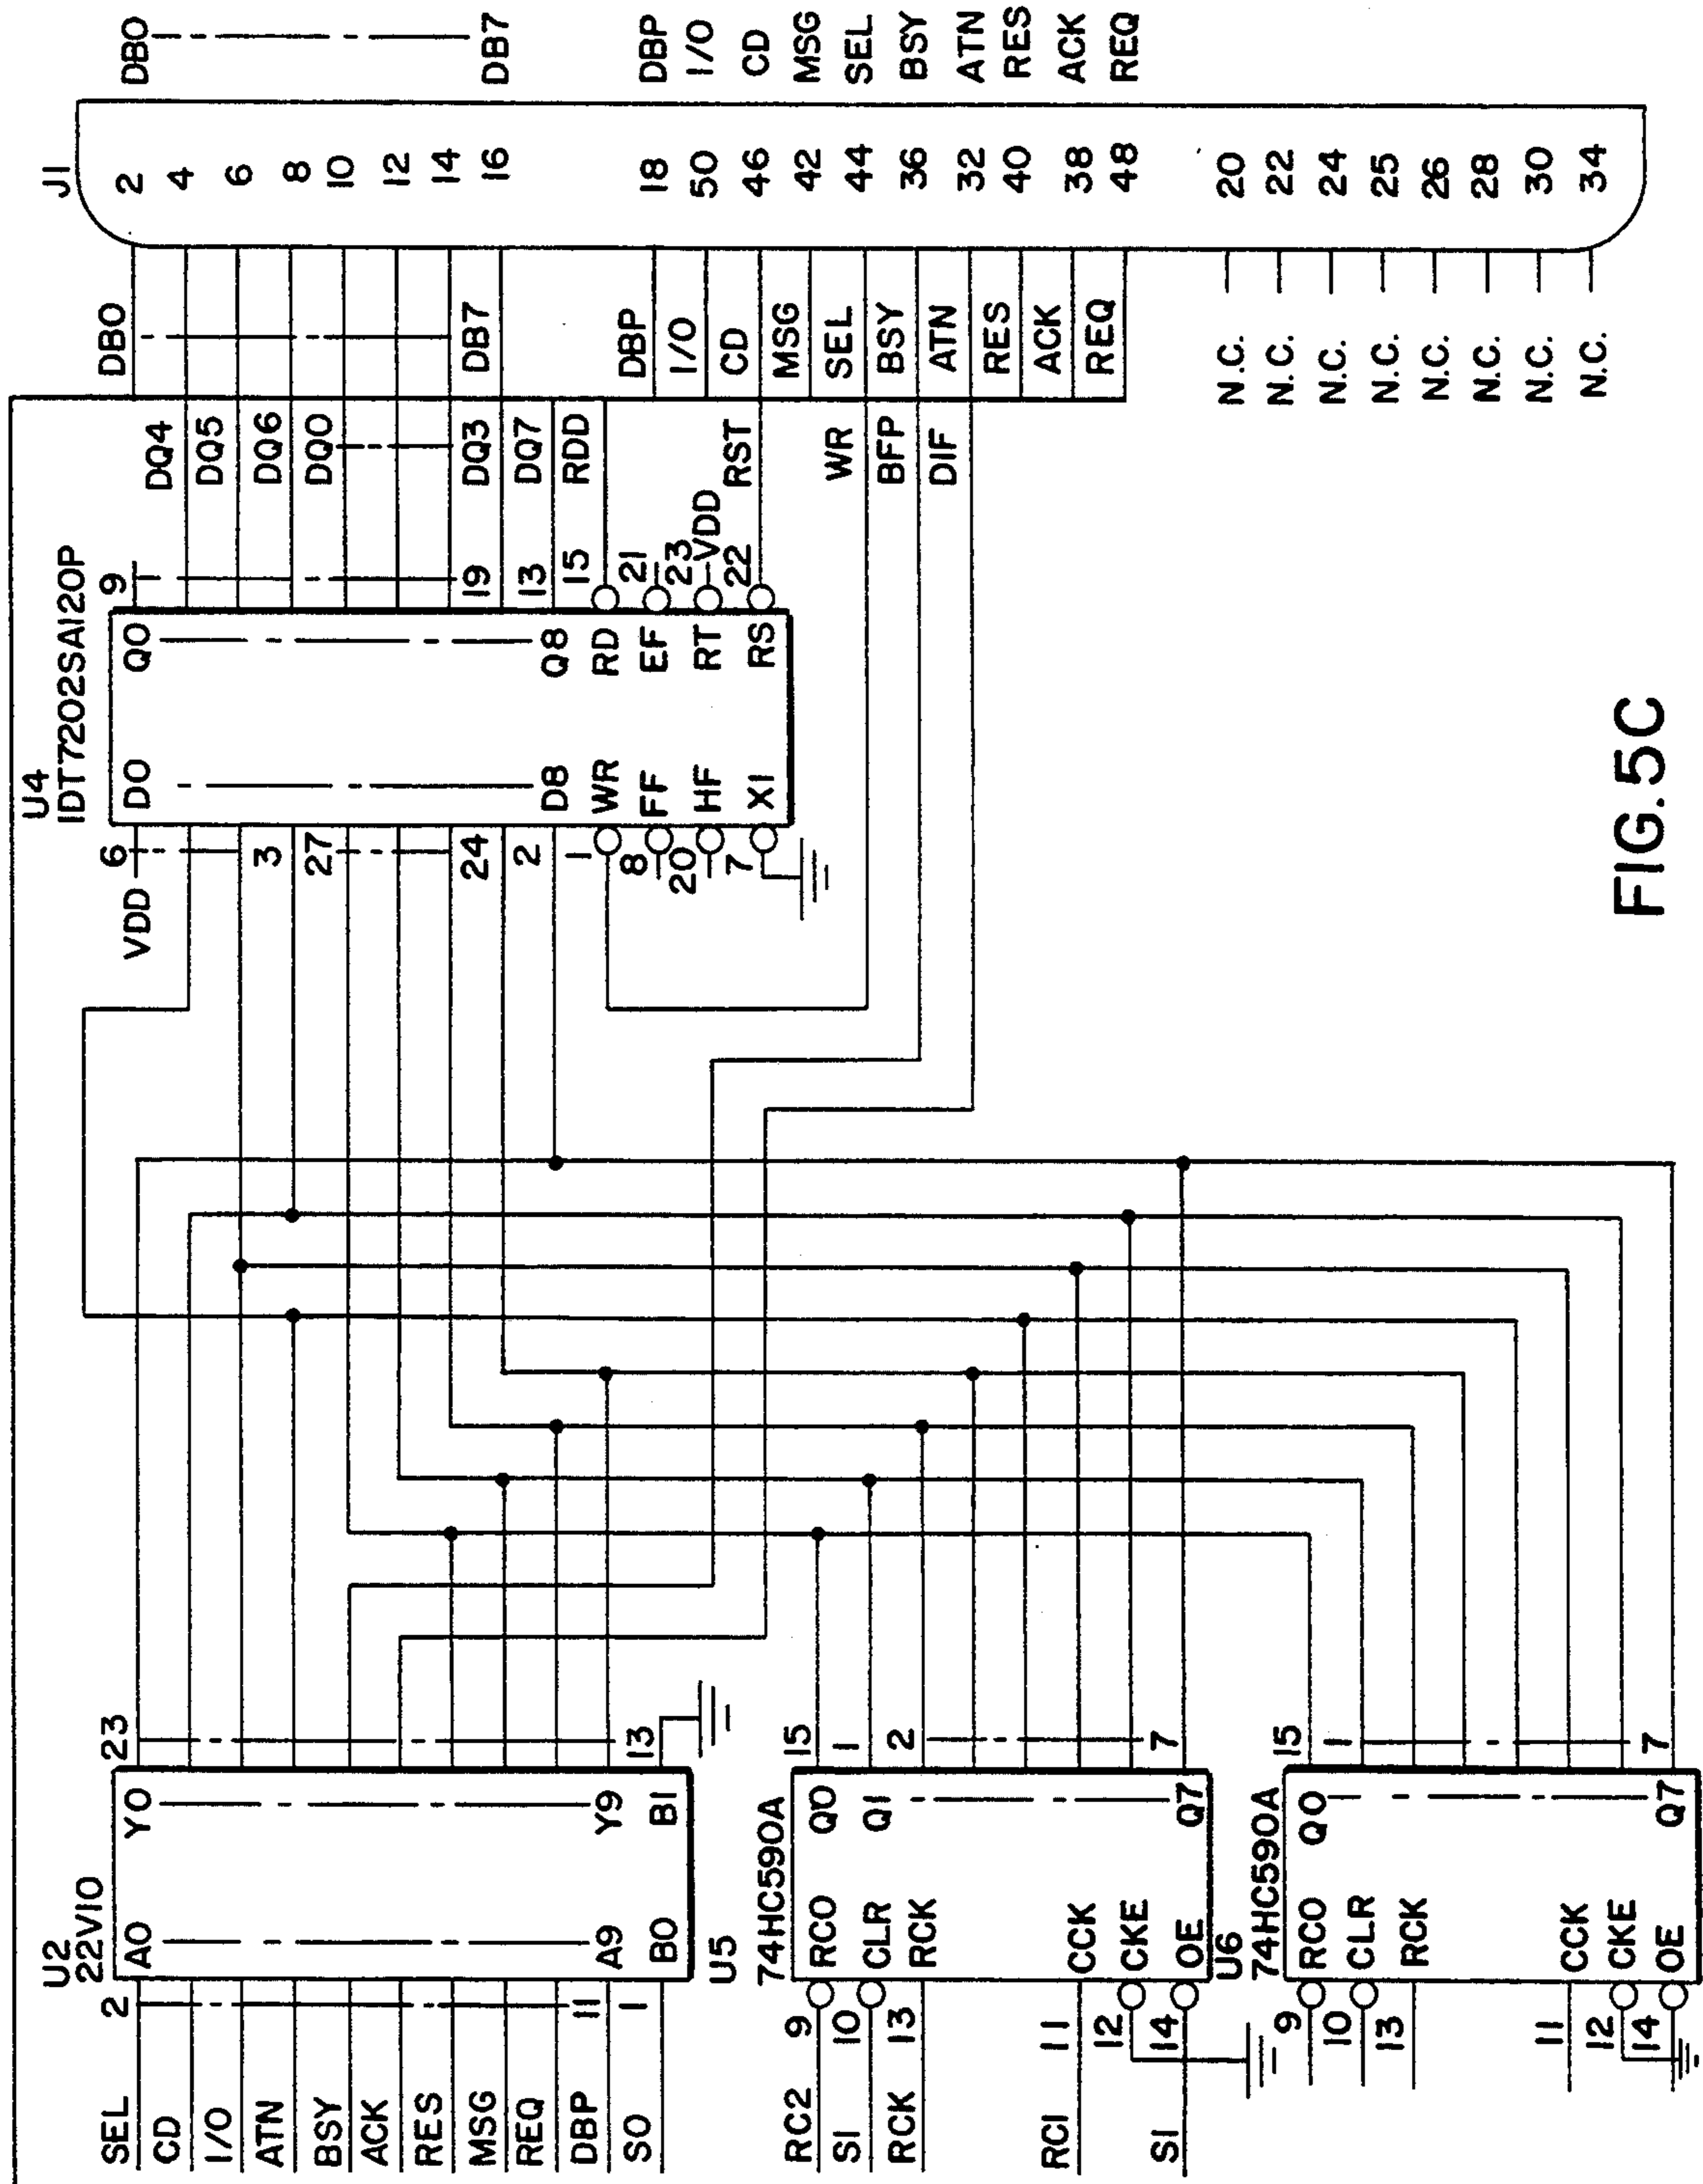 U2
22V10
SEL 2 A0 Y0 23
CD
I/O
ATN
BSY
ACK
RES
MSG
REQ
DBP 11 A9 Y9
S0 1 B0 B1 13
U5
74HC590A
RC2 9 RCO Q0 15
S1 10 CLR Q1 1
RCK 13 RCK 2
RC1 11 CCK
12 CKE
S1 14 OE Q7 7
U6
74HC590A
9 RCO Q0 15
10 CLR 1
13 RCK
11 CCK
12 CKE
14 OE Q7 7
U4
IDT7202SA120P
VDD 6 D0 Q0 9
3
27
24 19
2 D8 Q8 13
1 WR RD 15
8 FF EF 21
20 HF RT 23 VDD
7 XI RS 22
DQ4
DQ5
DQ6
DQ0
DQ3
DQ7
RDD
RST
WR
BFP
DIF
J1
DB0 2 DB0
4
6
8
10
12
14
DB7 16 DB7
DBP 18 DBP
I/O 50 I/O
CD 46 CD
MSG 42 MSG
SEL 44 SEL
BSY 36 BSY
ATN 32 ATN
RES 40 RES
ACK 38 ACK
REQ 48 REQ
N.C. 20
N.C. 22
N.C. 24
N.C. 25
N.C. 26
N.C. 28
N.C. 30
N.C. 34
FIG.5C